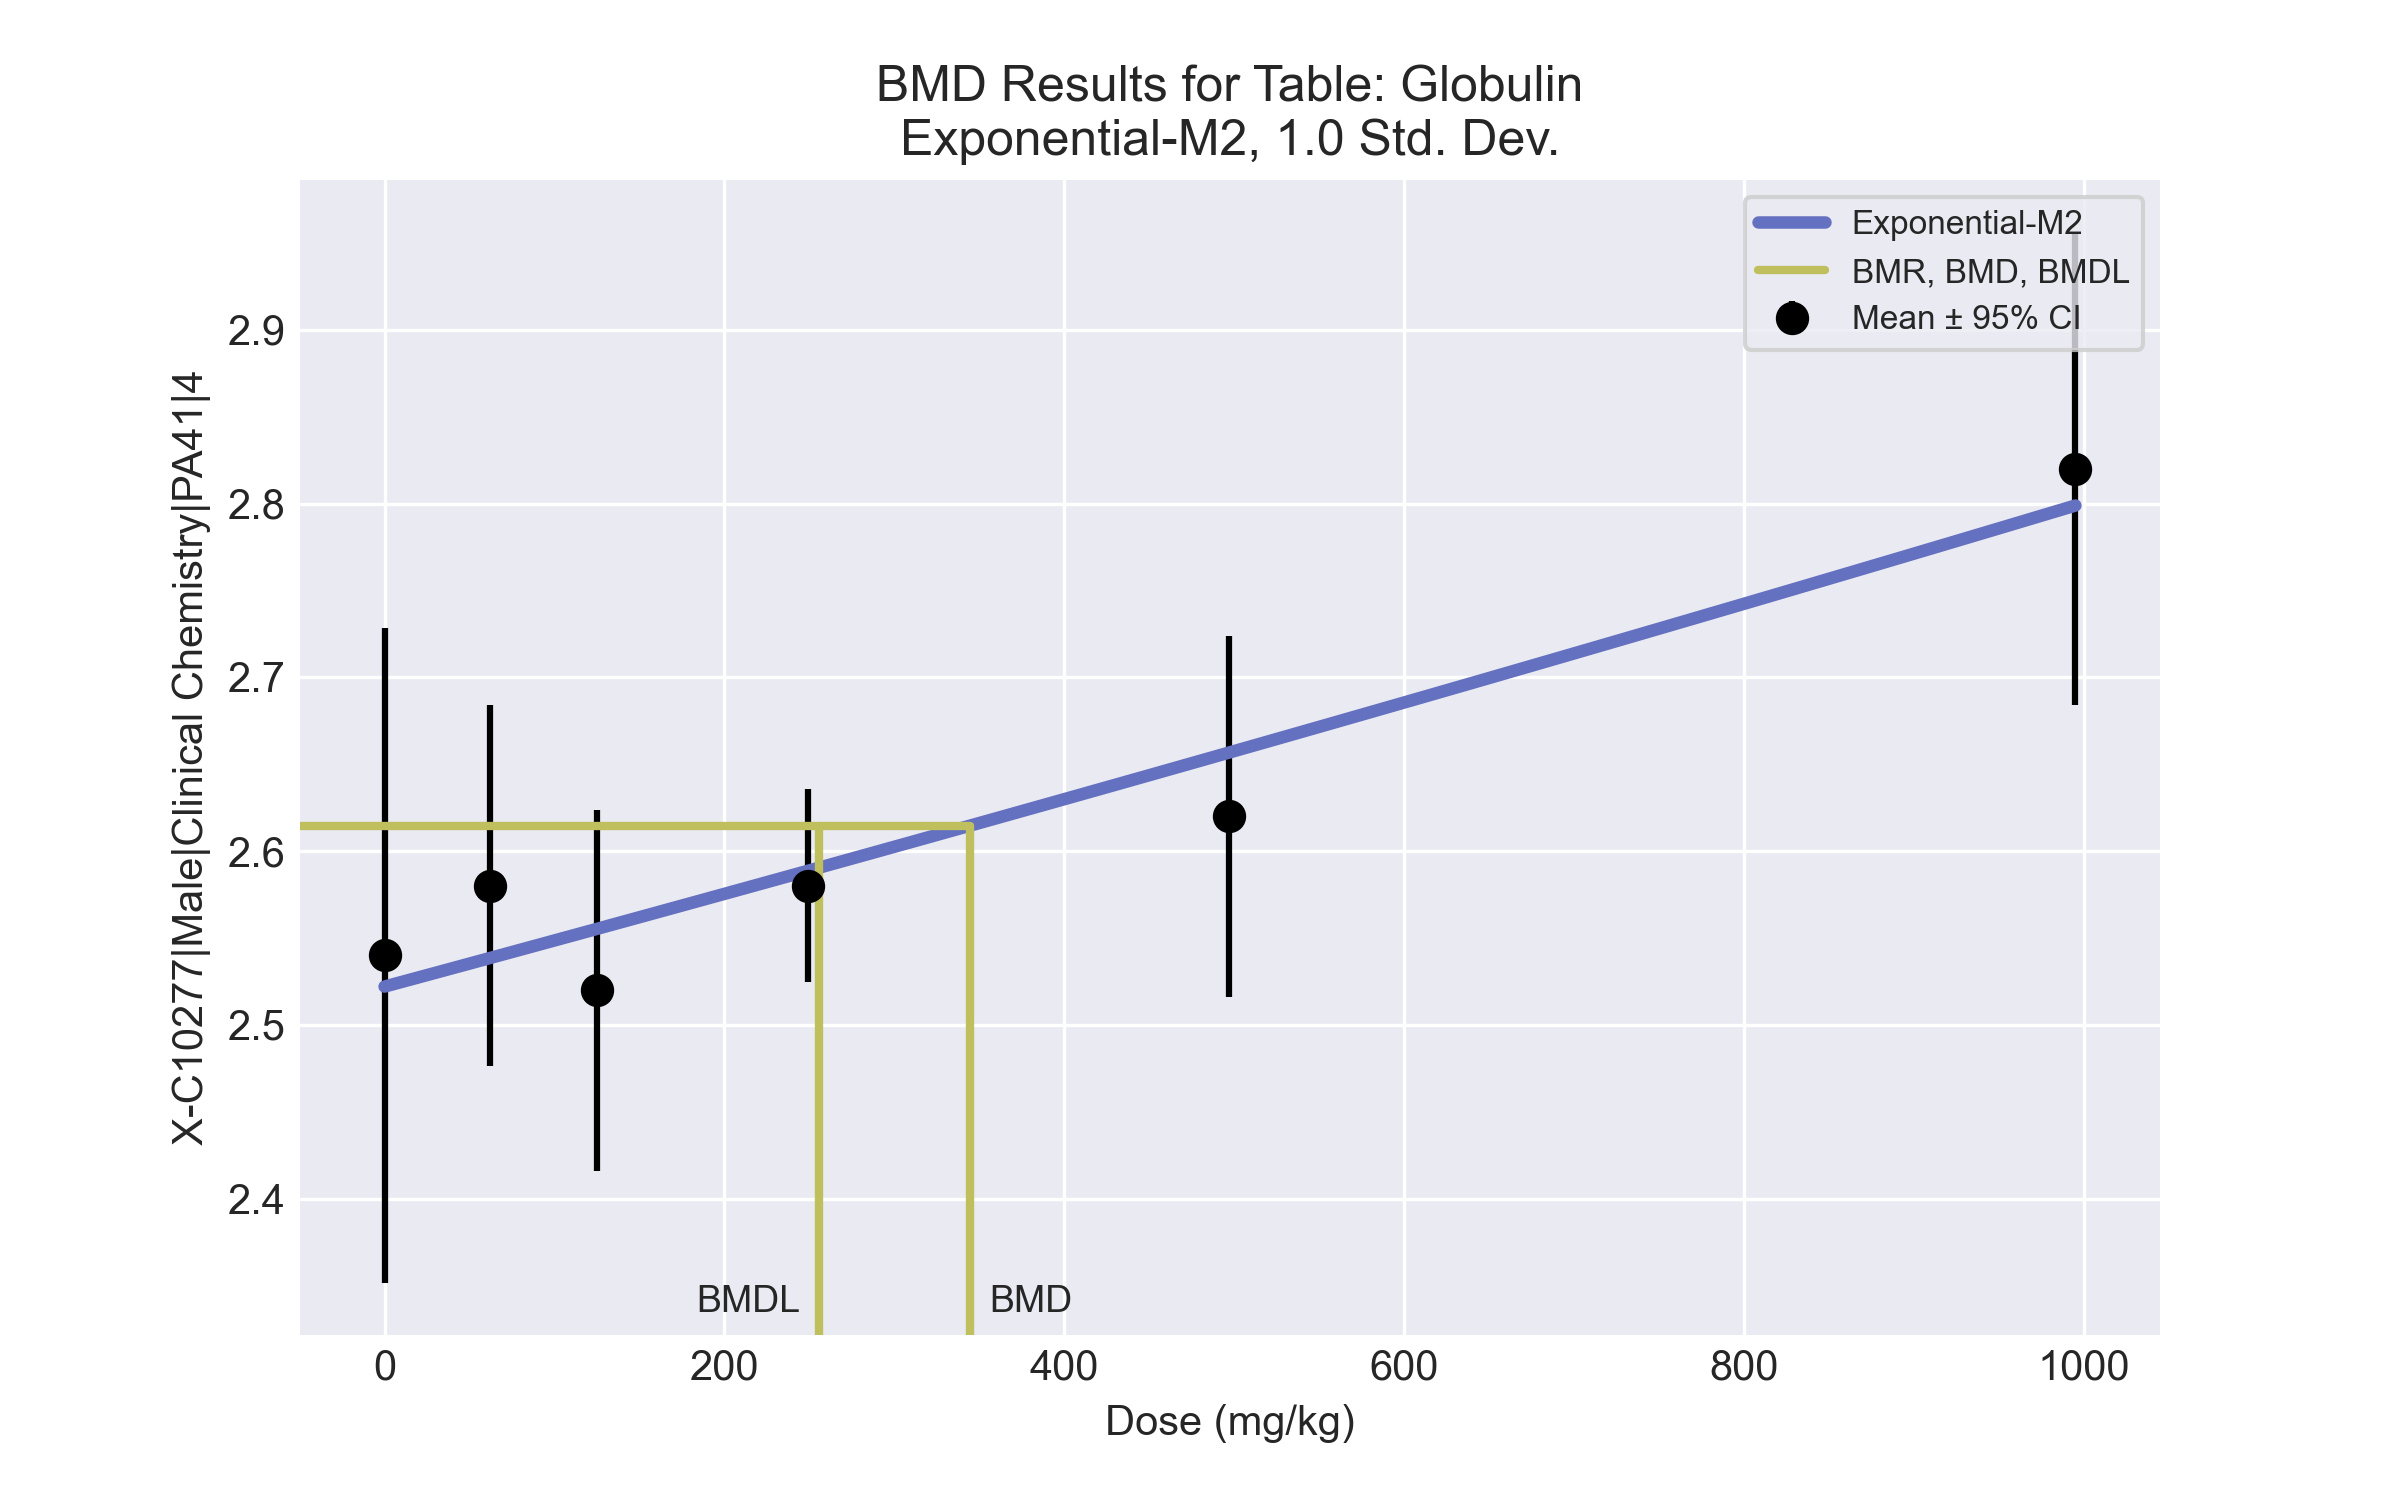 BMD Results for Table: Globulin
Exponential-M2, 1.0 Std. Dev.
Exponential-M2
BMR, BMD, BMDL
Mean ± 95% CI
X-C10277|Male|Clinical Chemistry|PA41|4
2.9
2.8
2.7
2.6
2.5
2.4
BMDL
BMD
0
200
400
600
800
1000
Dose (mg/kg)